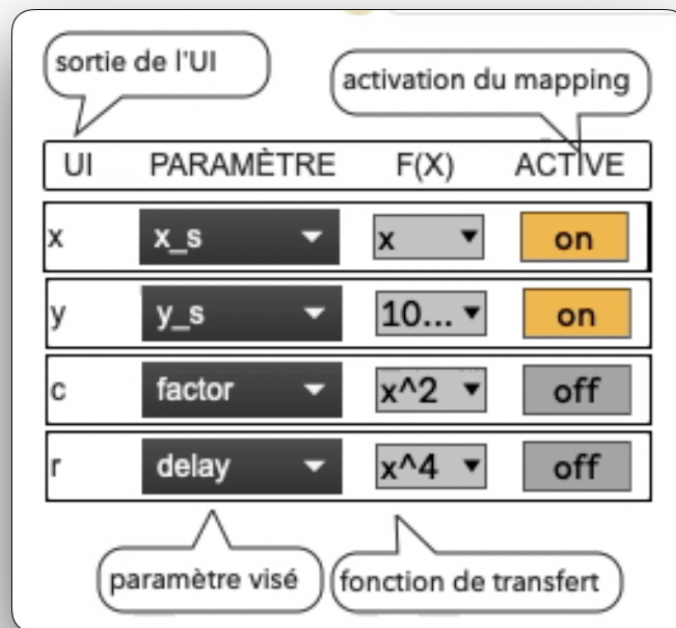 sortie de l'UI
activation du mapping
UI PARAMÈTRE F(X) ACTIVE
x x_s x on
y y_s 10... on
c factor x^2 off
r delay x^4 off
paramètre visé fonction de transfert